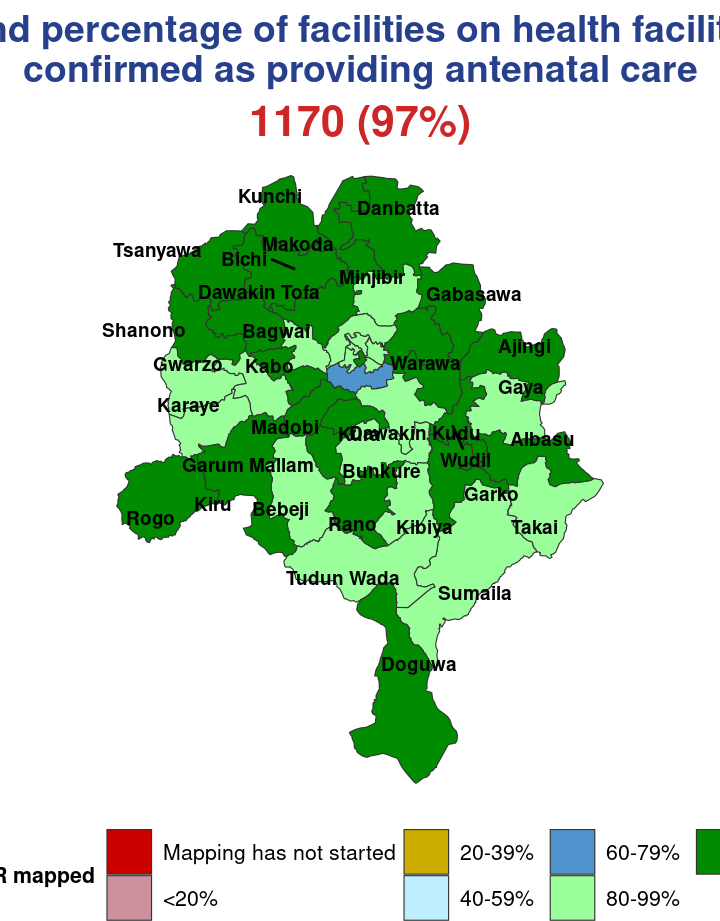 nd percentage of facilities on health facilit
confirmed as providing antenatal care
1170 (97%)
Kunchi
Danbatta
Makoda
Tsanyawa
Bichi
Minjibir
Dawakin Tofa
Gabasawa
Shanono
Bagwai
Ajingi
Gwarzo
Kabo
Warawa
Gaya
Karaye
Madobi
Kura
Dawakin Kudu
Albasu
Garum Mallam
Wudil
Bunkure
Garko
Kiru
Bebeji
Rogo
Rano
Kibiya
Takai
Tudun Wada
Sumaila
Doguwa
R mapped
Mapping has not started
20-39%
60-79%
<20%
40-59%
80-99%